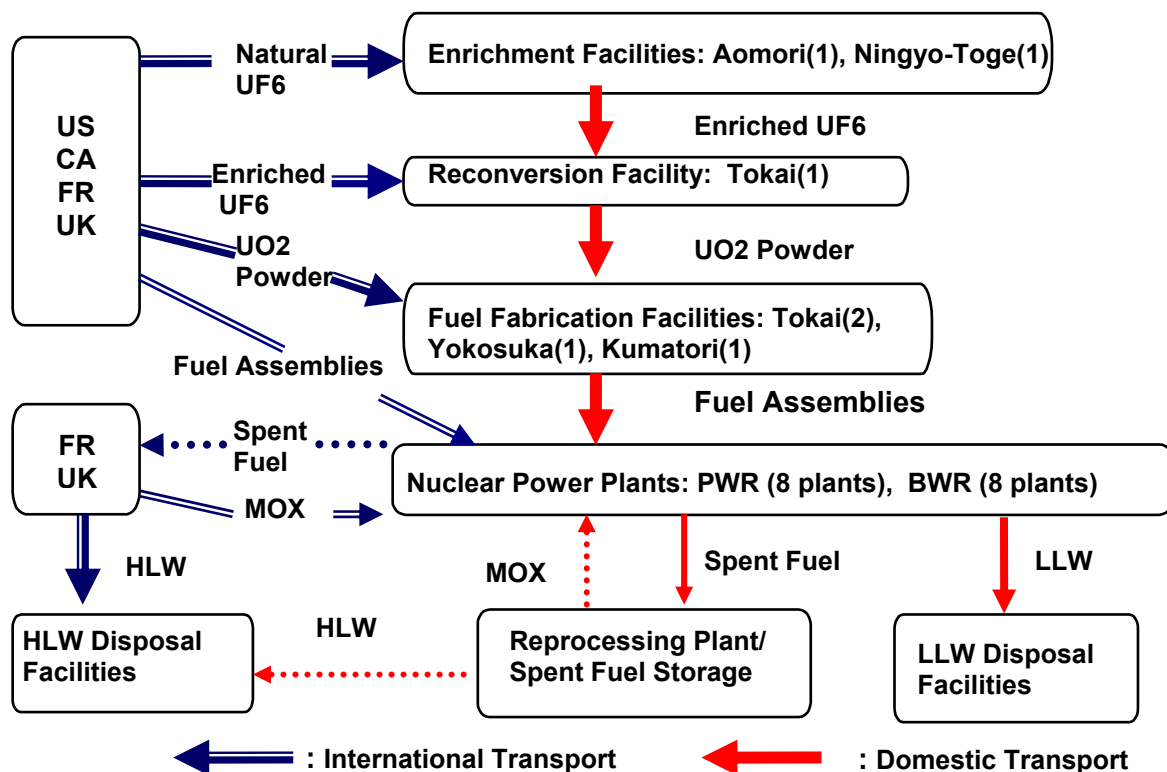 Natural
UF6
Enrichment Facilities: Aomori(1), Ningyo-Toge(1)
US
CA
FR
UK
Enriched UF6
Enriched
UF6
Reconversion Facility: Tokai(1)
UO2
Powder
UO2 Powder
Fuel Fabrication Facilities: Tokai(2),
Yokosuka(1), Kumatori(1)
Fuel Assemblies
Fuel Assemblies
FR
UK
Spent
Fuel
MOX
Nuclear Power Plants: PWR (8 plants), BWR (8 plants)
HLW
MOX
Spent Fuel
LLW
HLW Disposal
Facilities
HLW
Reprocessing Plant/
Spent Fuel Storage
LLW Disposal
Facilities
: International Transport
: Domestic Transport